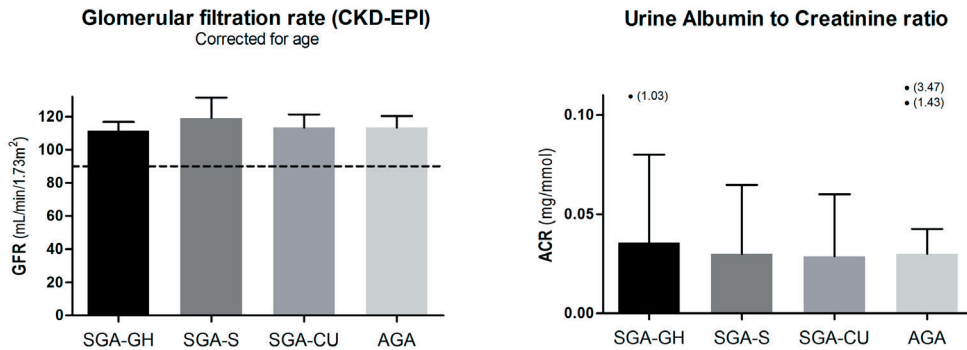 Glomerular filtration rate (CKD-EPI)
Corrected for age
GFR (mL/min/1.73m²)
120
100
80
60
40
20
0
SGA-GH SGA-S SGA-CU AGA
Urine Albumin to Creatinine ratio
ACR (mg/mmol)
0.10
0.05
0.00
(1.03)
(3.47)
(1.43)
SGA-GH SGA-S SGA-CU AGA